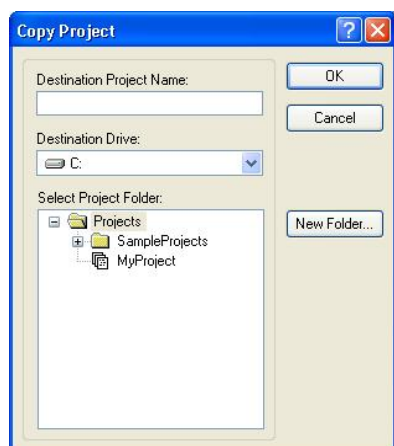 Copy Project
Destination Project Name:
OK
Cancel
Destination Drive:
C:
Select Project Folder:
New Folder...
Projects
SampleProjects
MyProject